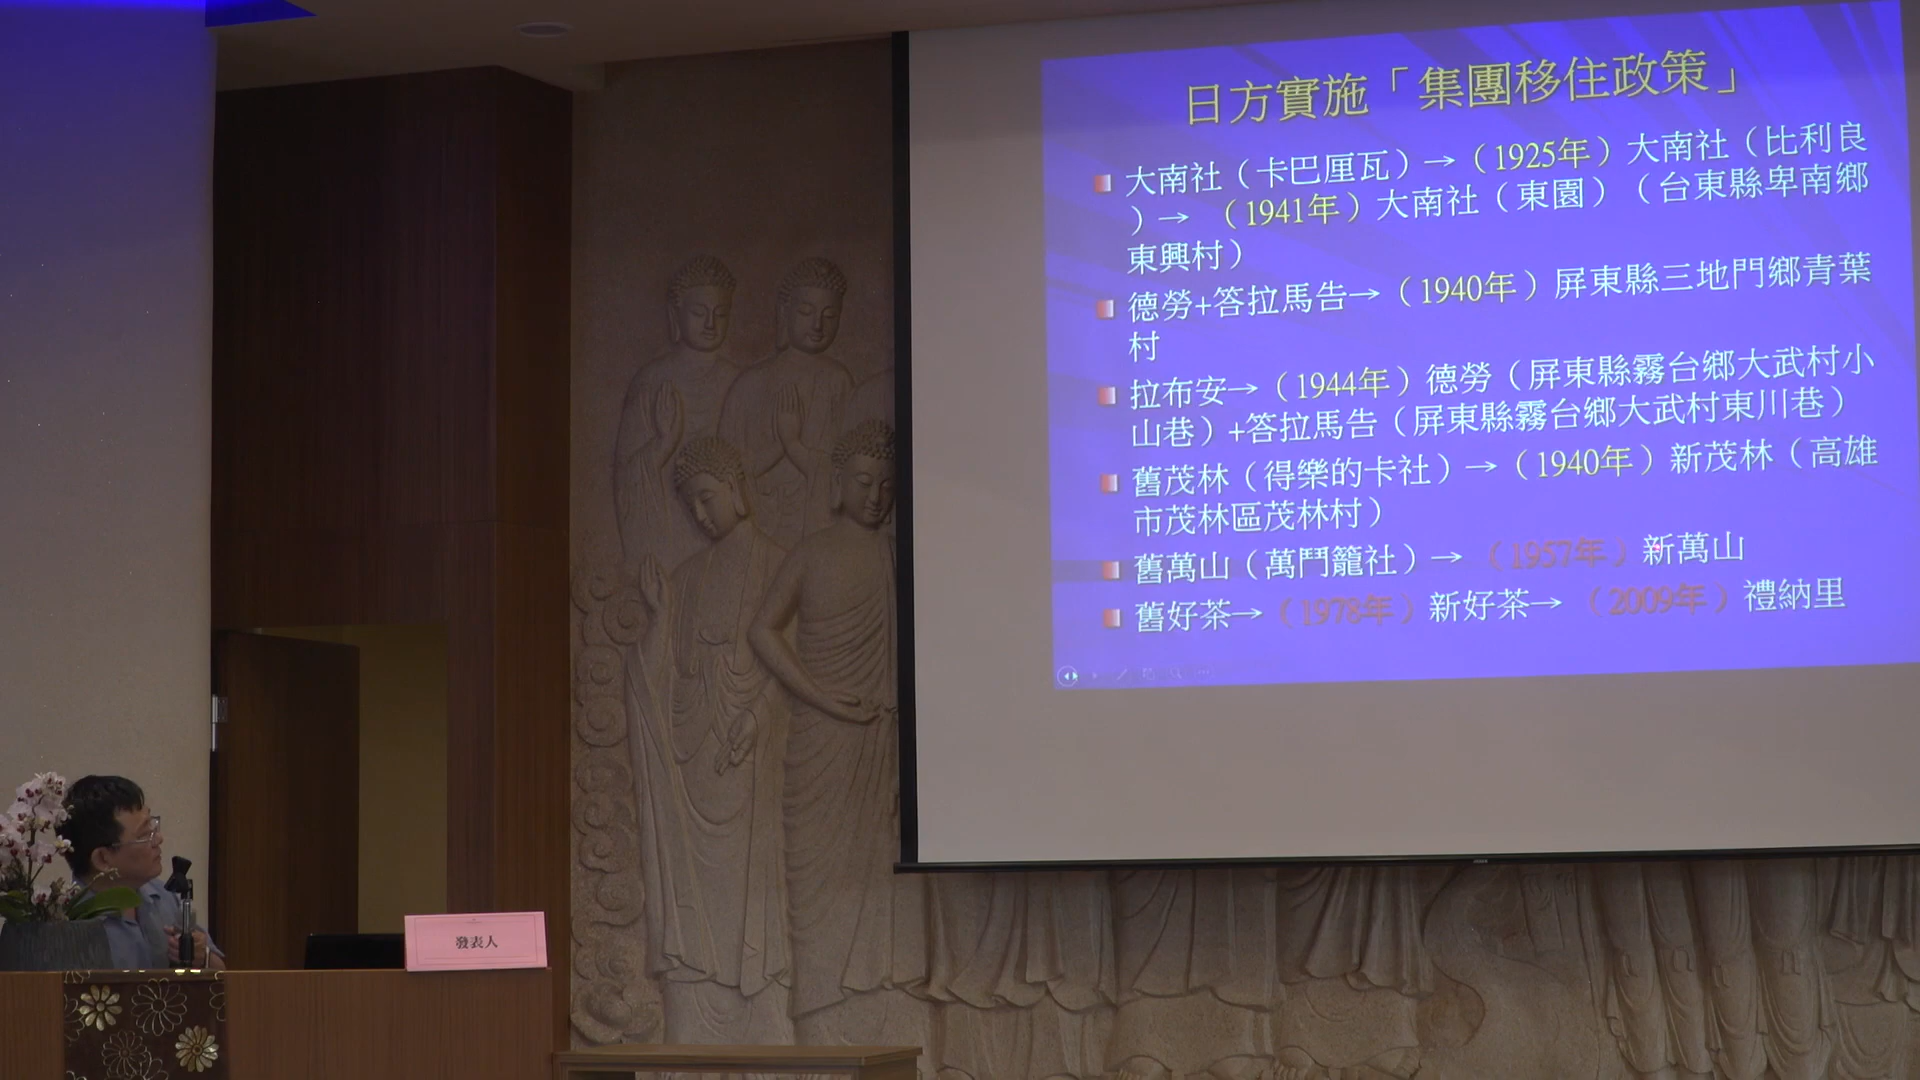 日方實施「集團移住政策」
大南社（卡巴厘瓦）→（1925年）大南社（比利良
）→ （1941年）大南社（東園）（台東縣卑南鄉
東興村）
德勞+答拉馬告→（1940年）屏東縣三地門鄉青葉
村
拉布安→（1944年）德勞（屏東縣霧台鄉大武村小
山巷）+答拉馬告（屏東縣霧台鄉大武村東川巷）
舊茂林（得樂的卡社）→（1940年）新茂林（高雄
市茂林區茂林村）
舊萬山（萬鬥籠社）→ （1957年）新萬山
舊好茶→（1978年）新好茶→ （2009年）禮納里
發表人